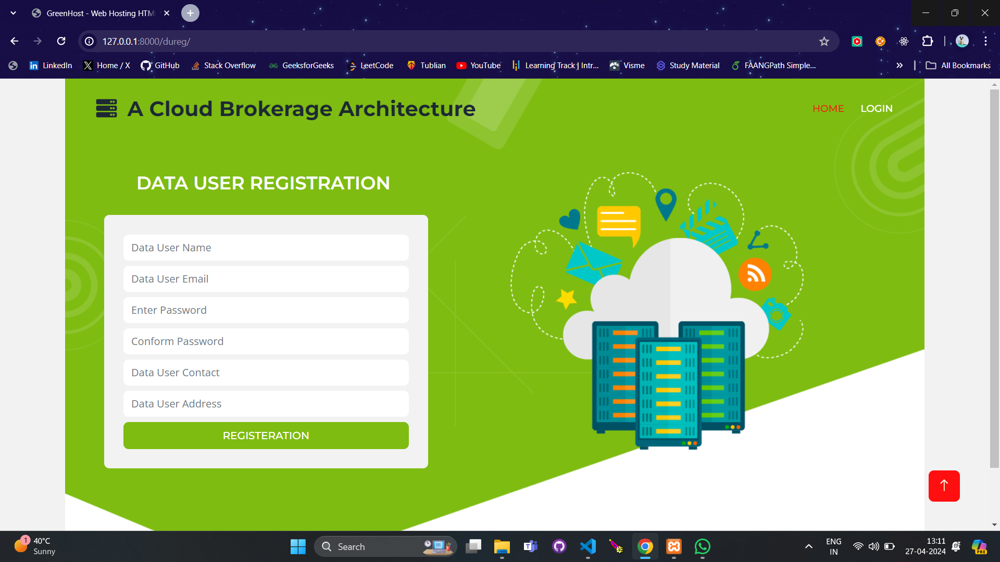 GreenHost - Web Hosting HTM
127.0.0.1:8000/dureg/
LinkedIn
Home / X
GitHub
Stack Overflow
GeeksforGeeks
LeetCode
Tublian
YouTube
Learning Track | Intr...
Visme
Study Material
FAANGPath Simple...
All Bookmarks
A Cloud Brokerage Architecture
HOME
LOGIN
DATA USER REGISTRATION
Data User Name
Data User Email
Enter Password
Conform Password
Data User Contact
Data User Address
REGISTERATION
1
40°C
Sunny
Search
ENG
IN
13:11
27-04-2024
PRE